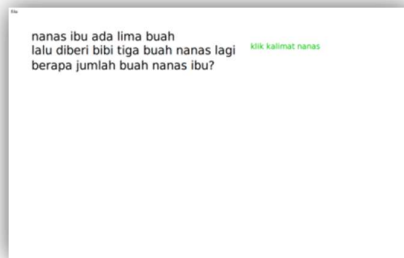 File
nanas ibu ada lima buah
lalu diberi bibi tiga buah nanas lagi
berapa jumlah buah nanas ibu?
klik kalimat nanas